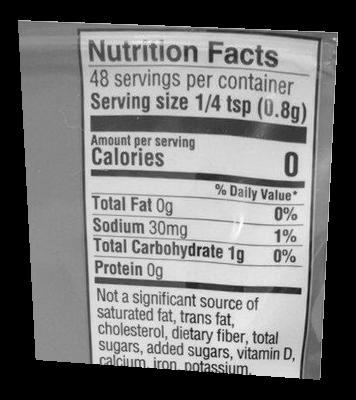 Nutrition Facts
48 servings per container
Serving size 1/4 tsp (0.8g)
Amount per serving
Calories 0
% Daily Value*
Total Fat 0g 0%
Sodium 30mg 1%
Total Carbohydrate 1g 0%
Protein 0g
Not a significant source of
saturated fat, trans fat,
cholesterol, dietary fiber, total
sugars, added sugars, vitamin D,
calcium, iron, potassium.